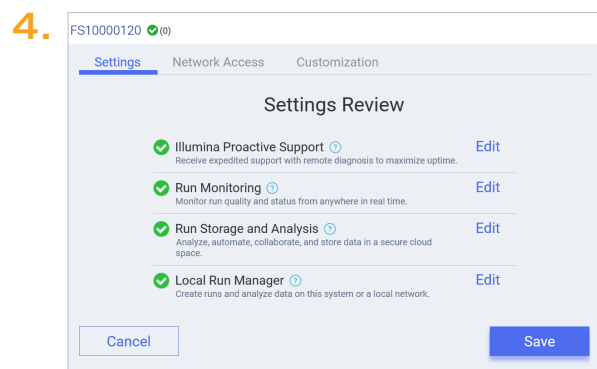 4.
FS10000120 (0)
Settings Network Access Customization
Settings Review
Illumina Proactive Support ? Edit
Receive expedited support with remote diagnosis to maximize uptime.
Run Monitoring ? Edit
Monitor run quality and status from anywhere in real time.
Run Storage and Analysis ? Edit
Analyze, automate, collaborate, and store data in a secure cloud
space.
Local Run Manager ? Edit
Create runs and analyze data on this system or a local network.
Cancel Save